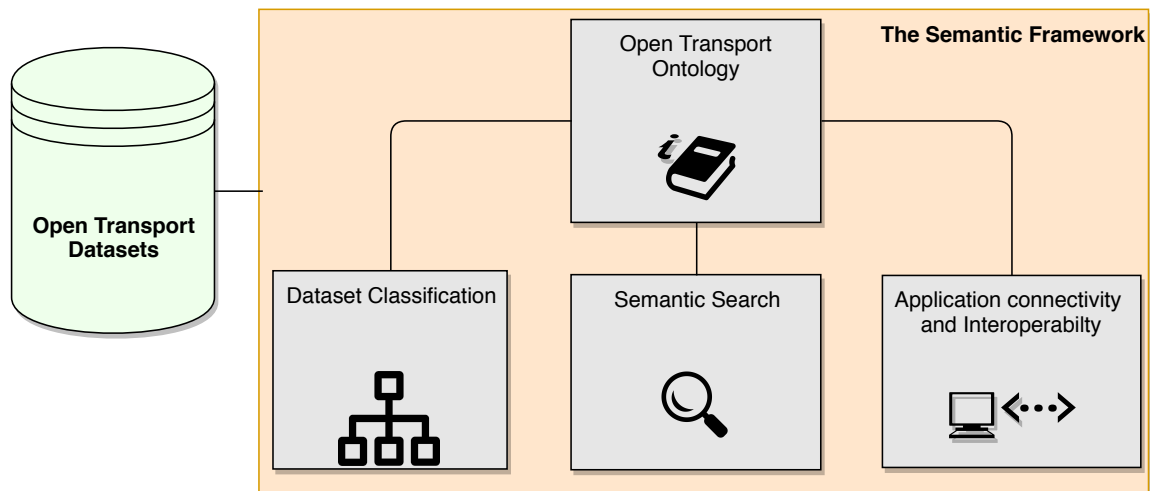 The Semantic Framework
Open Transport
Ontology
i
Open Transport
Datasets
Dataset Classification
Semantic Search
Application connectivity
and Interoperabilty